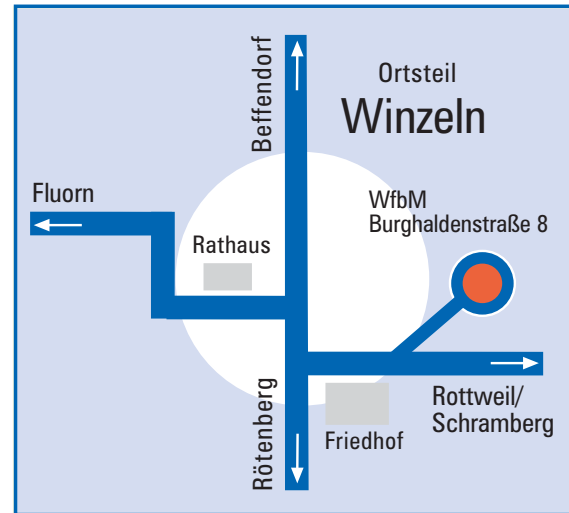 Ortsteil
Winzeln
Beffendorf
Fluorn
WfbM
Burghaldenstraße 8
Rathaus
Rottweil/
Schramberg
Friedhof
Rötenberg